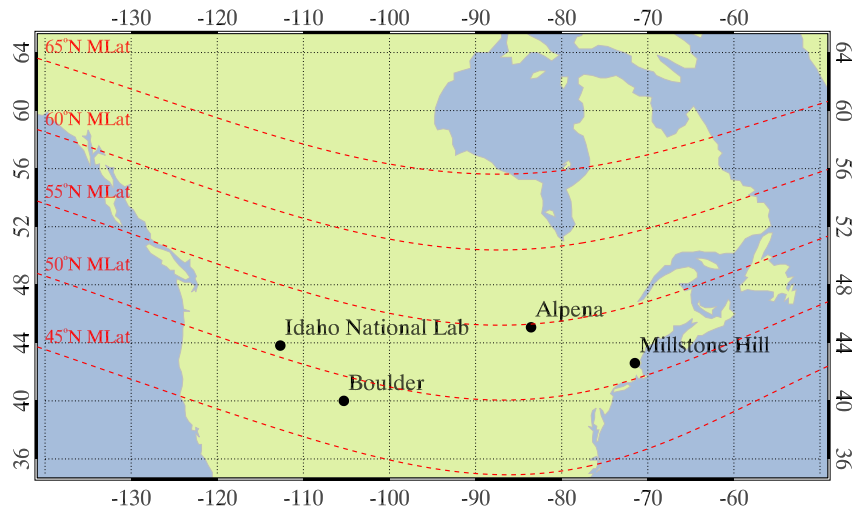 -130 -120 -110 -100 -90 -80 -70 -60
64 64
65°N MLat
60 60
60°N MLat
56 56
55°N MLat
52 52
50°N MLat
48 48
Alpena
45°N MLat
Idaho National Lab
44 44
Millstone Hill
Boulder
40 40
36 36
-130 -120 -110 -100 -90 -80 -70 -60